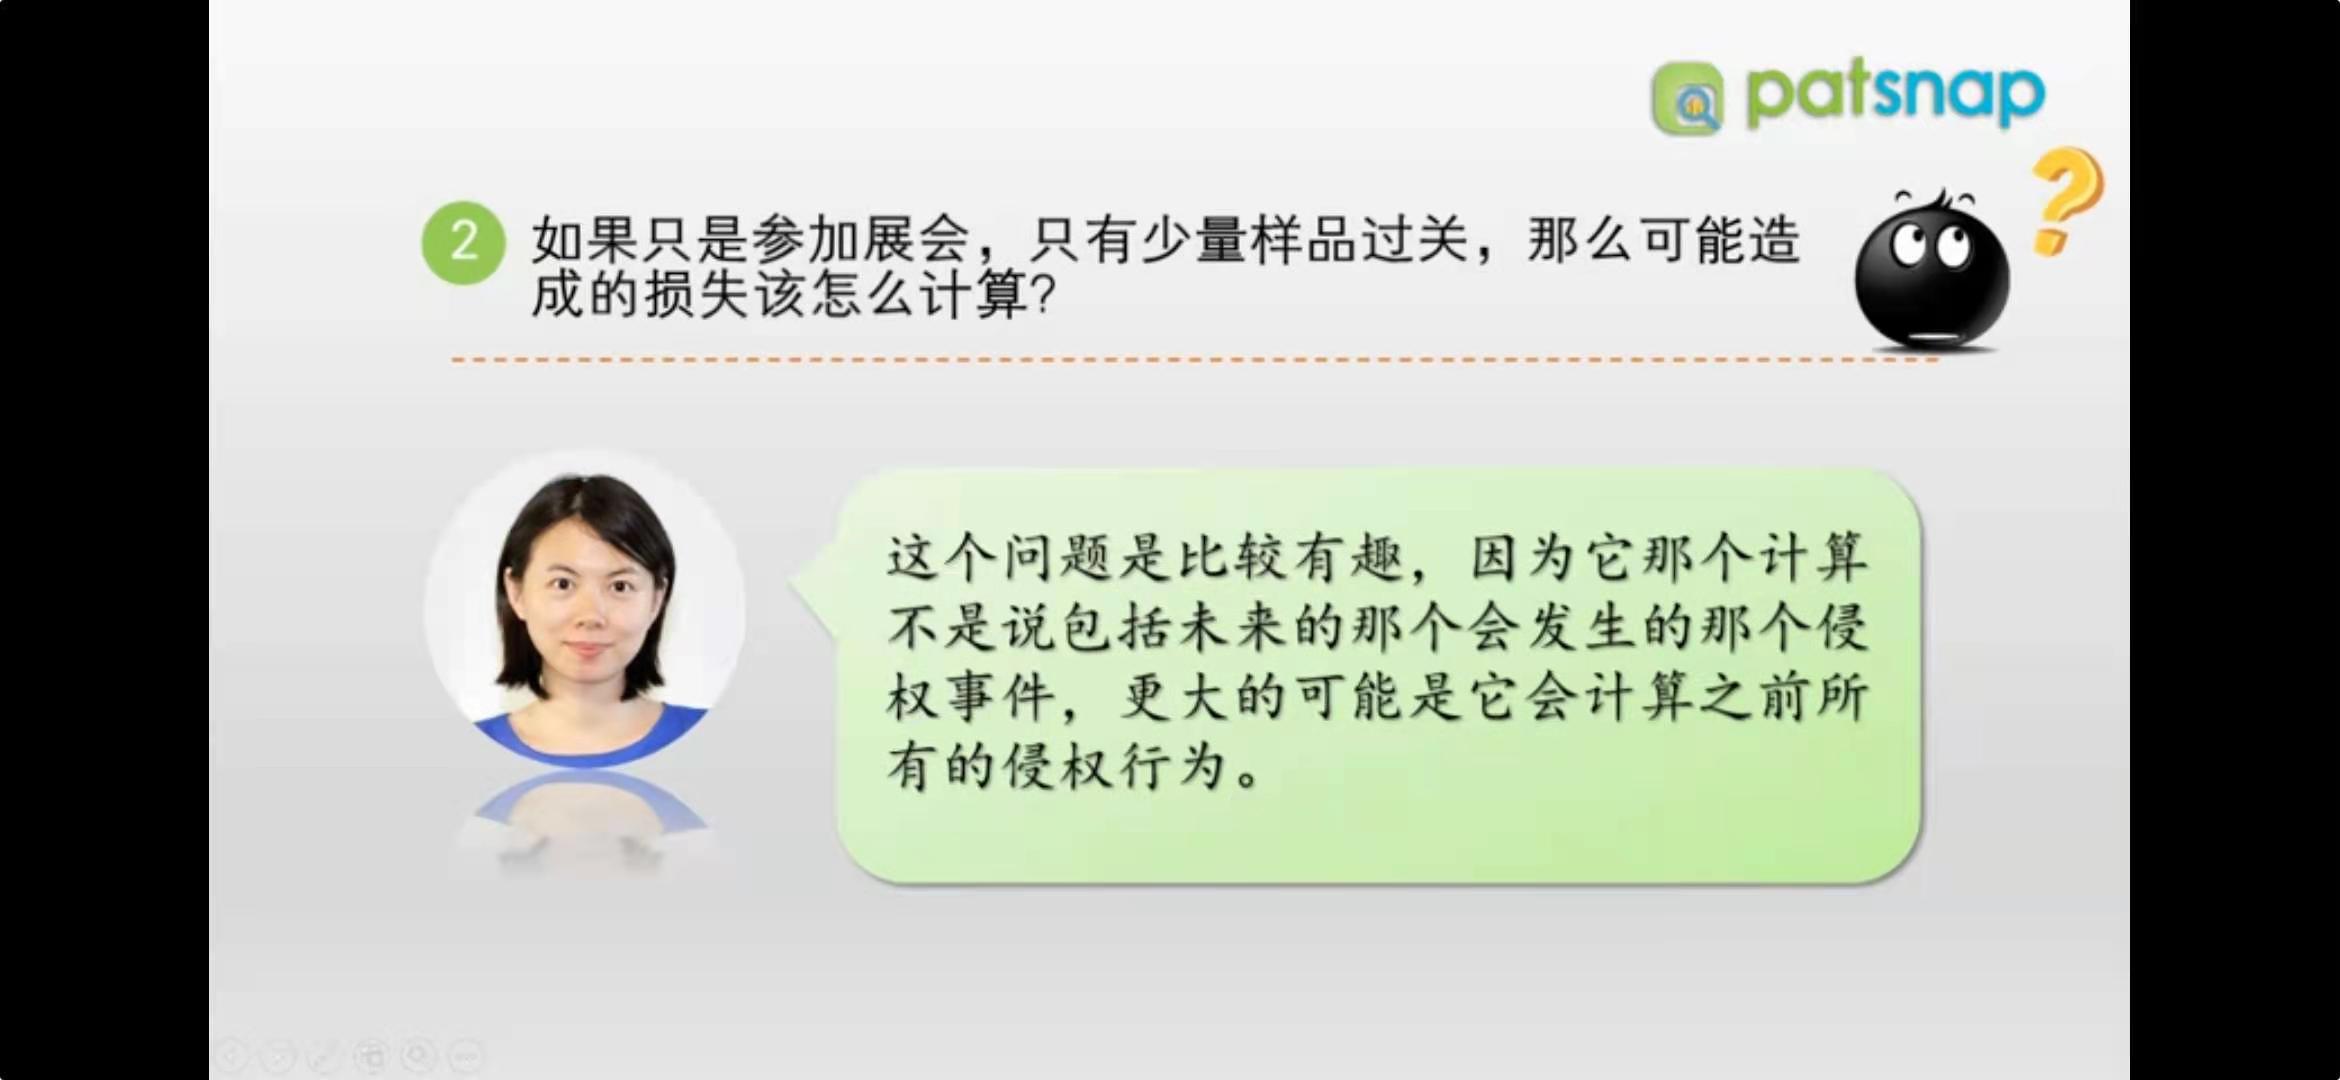 patsnap
2
如果只是参加展会，只有少量样品过关，那么可能造
成的损失该怎么计算?
这个问题是比较有趣，因为它那个计算
不是说包括未来的那个会发生的那个侵
权事件，更大的可能是它会计算之前所
有的侵权行为。